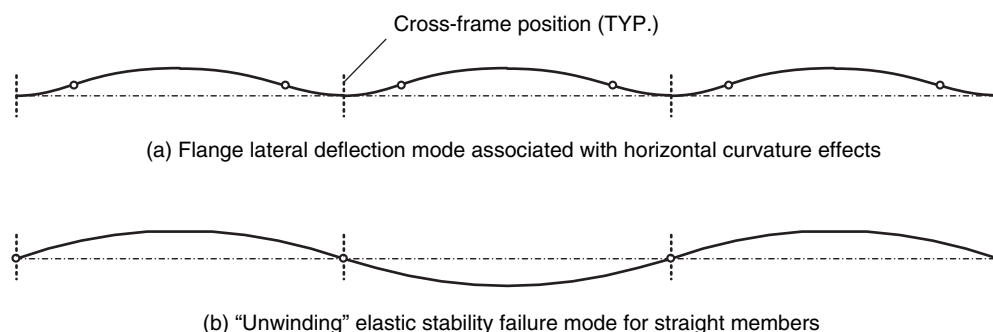 Cross-frame position (TYP.)
(a) Flange lateral deflection mode associated with horizontal curvature effects
(b) “Unwinding” elastic stability failure mode for straight members